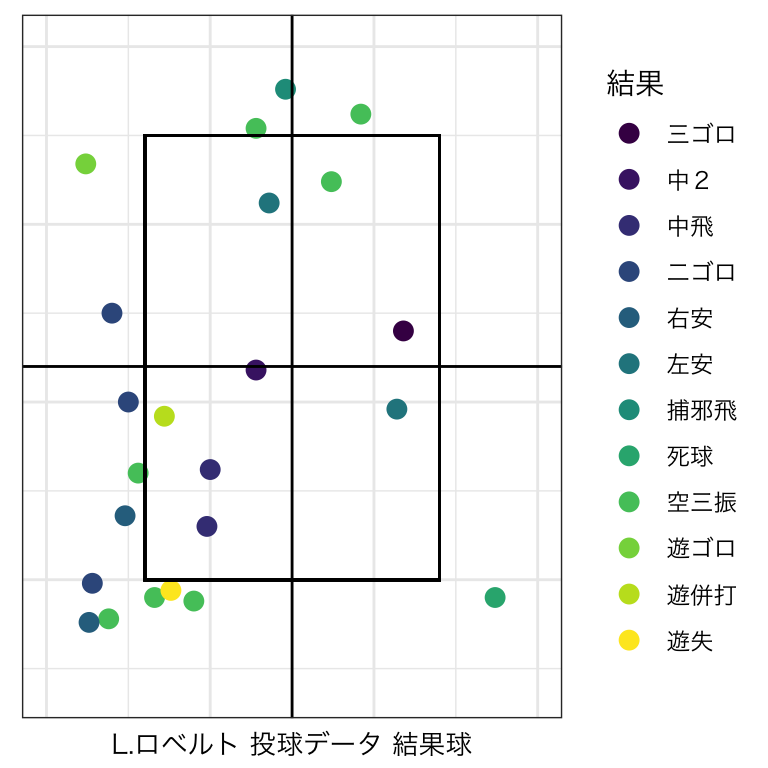 結果
三ゴロ
中２
中飛
二ゴロ
右安
左安
捕邪飛
死球
空三振
遊ゴロ
遊併打
遊失
L.ロベルト 投球データ 結果球